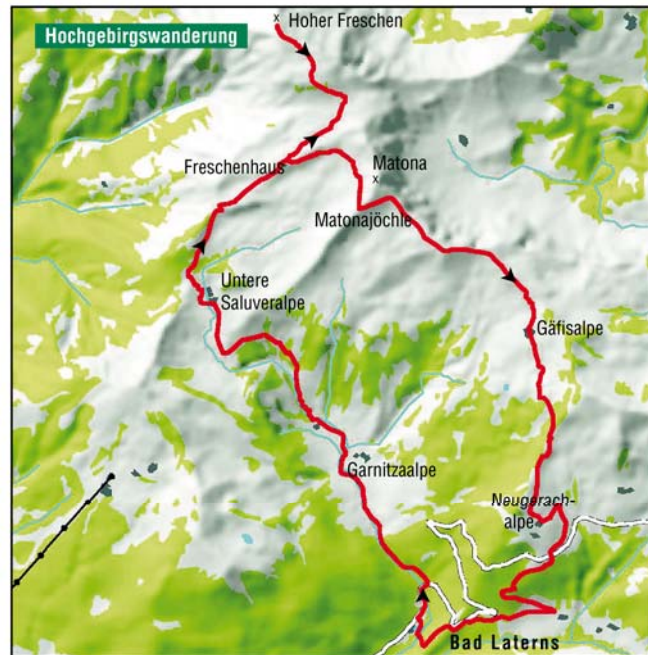 Hoher Freschen
Hochgebirgswanderung
Freschenhaus
Matona
Matonajöchle
Untere
Saluveralpe
Gäfisalpe
Garnitzaalpe
Neugerach-
alpe
Bad Laterns